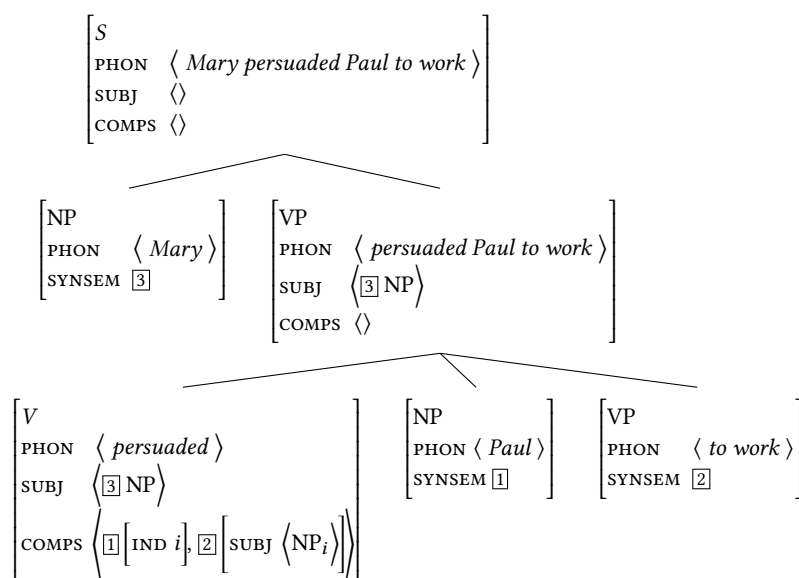 S
PHON ⟨ Mary persuaded Paul to work ⟩
SUBJ ⟨⟩
COMPS ⟨⟩
NP
PHON ⟨ Mary ⟩
SYNSEM [3]
VP
PHON ⟨ persuaded Paul to work ⟩
SUBJ ⟨[3] NP⟩
COMPS ⟨⟩
V
PHON ⟨ persuaded ⟩
SUBJ ⟨[3] NP⟩
COMPS ⟨[1] [IND i], [2] [SUBJ ⟨NPᵢ⟩]⟩
NP
PHON ⟨ Paul ⟩
SYNSEM [1]
VP
PHON ⟨ to work ⟩
SYNSEM [2]